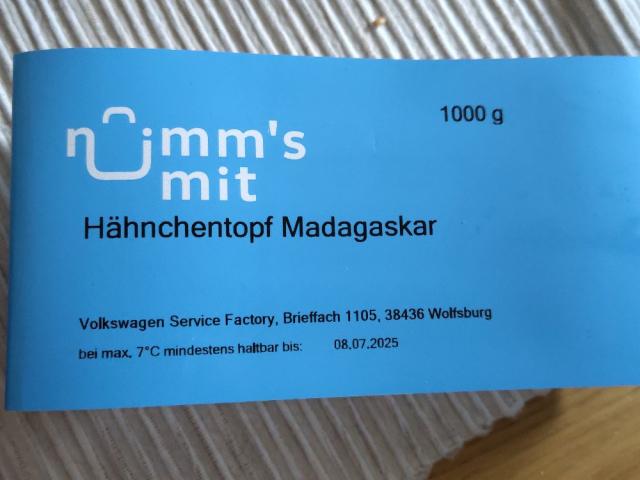 1000 g
nimm's
mit
Hähnchentopf Madagaskar
Volkswagen Service Factory, Brieffach 1105, 38436 Wolfsburg
bei max. 7°C mindestens haltbar bis: 08.07.2025